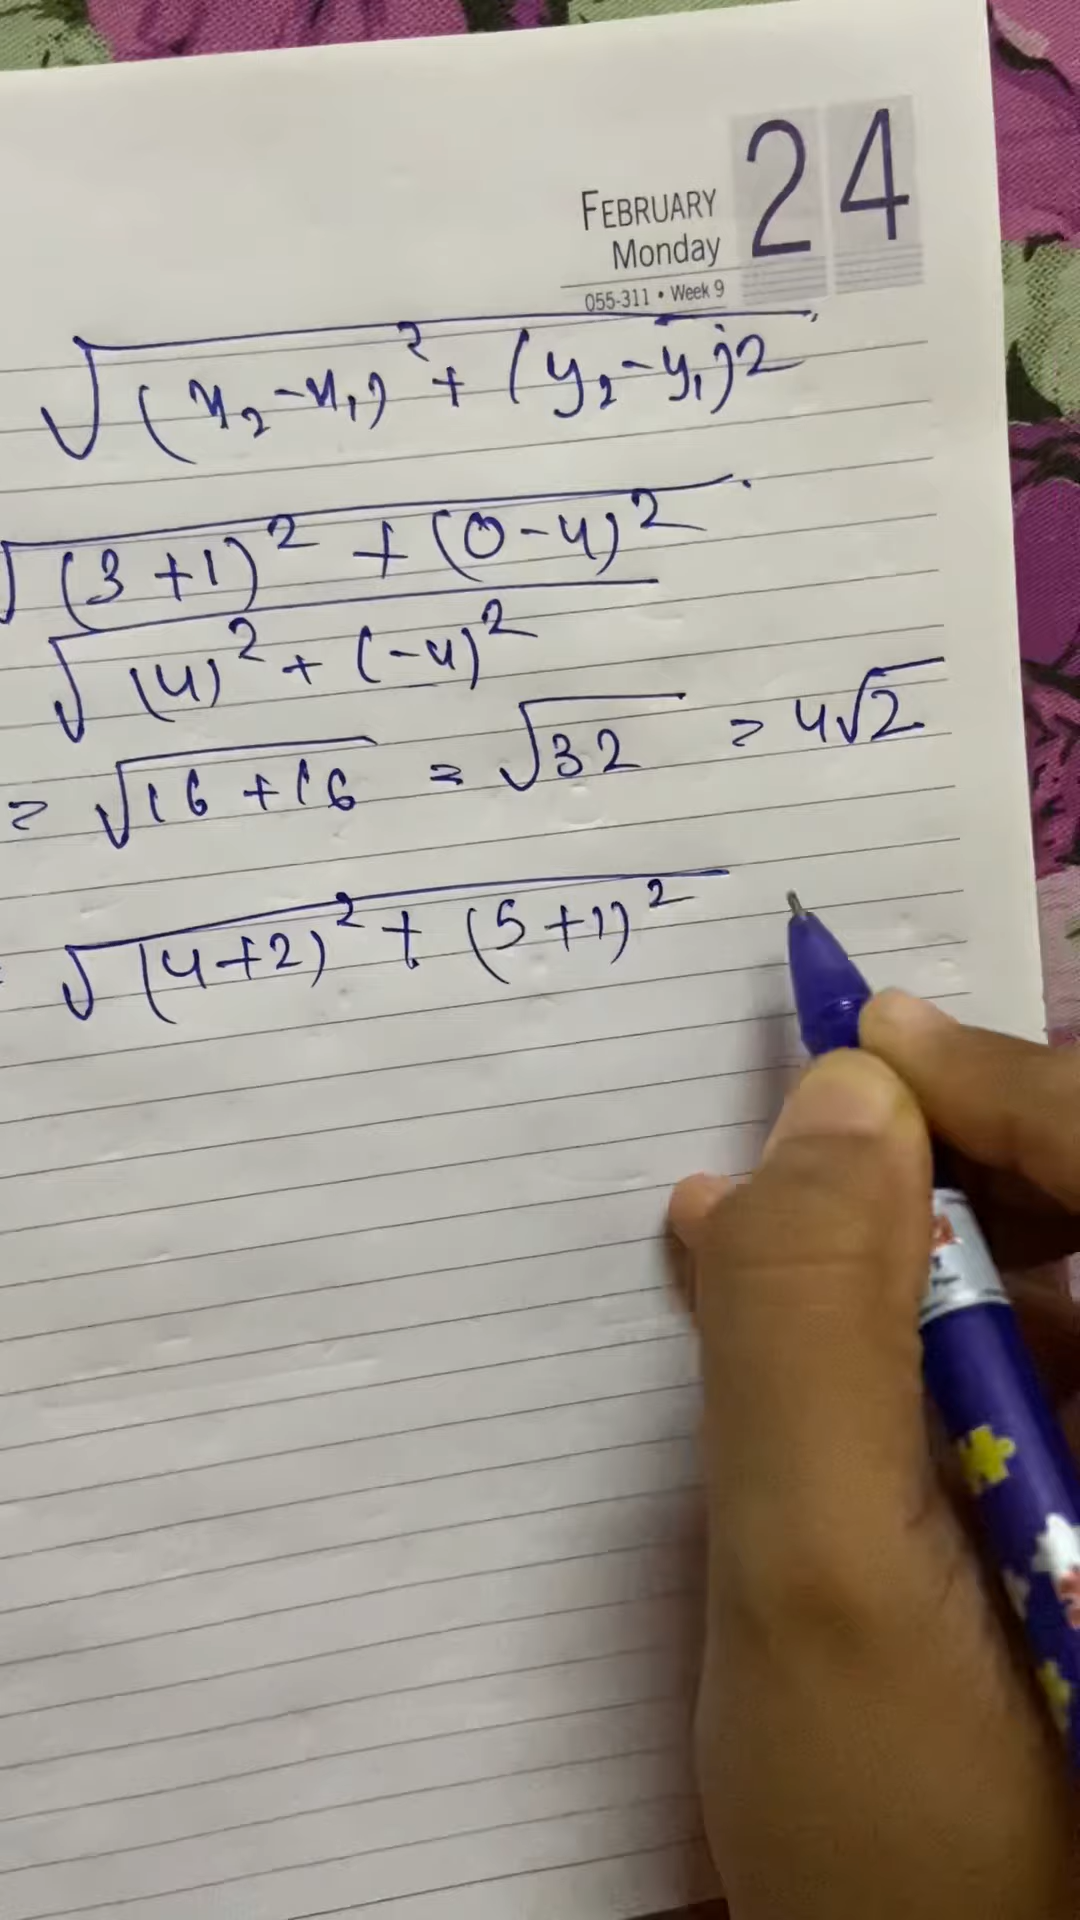 24
FEBRUARY
Monday
055-311 • Week 9
√(x₂-x₁)² + (y₂-y₁)2
√(3+1)² + (0-4)²
√(4)² + (-4)²
= √16+16 = √32 = 4√2
√(4+2)² + (5+1)²